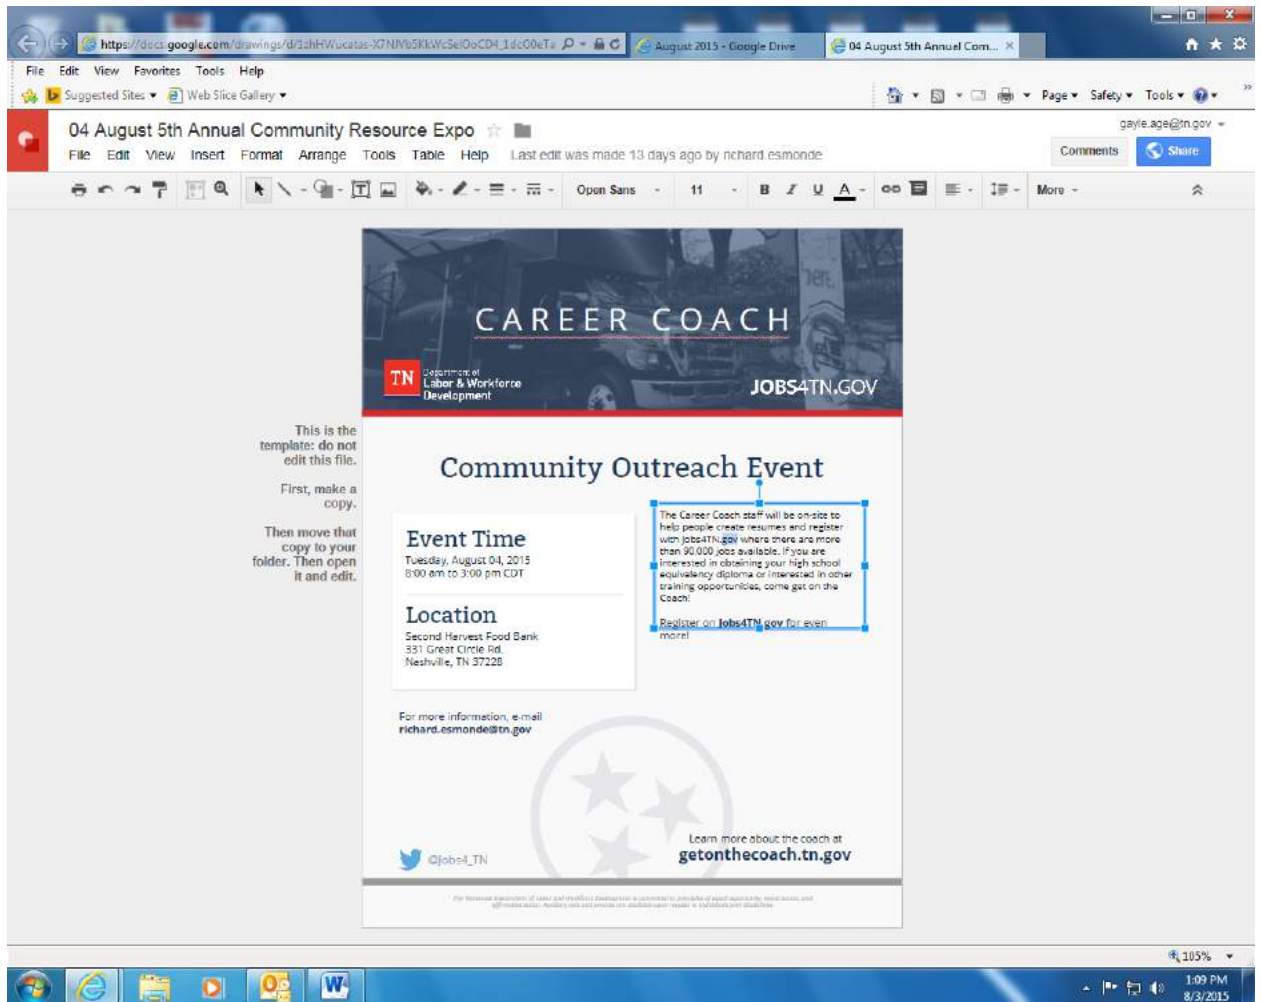 https://docs.google.com/drawings/d/
August 2015 - Google Drive
04 August 5th Annual Com...
File Edit View Favorites Tools Help
Suggested Sites Web Slice Gallery
Page Safety Tools
04 August 5th Annual Community Resource Expo
gayle.age@tn.gov
File Edit View Insert Format Arrange Tools Table Help Last edit was made 13 days ago by richard.esmonde
Comments Share
Open Sans 11 B I U A More
CAREER COACH
TN Department of
Labor & Workforce
Development
JOBS4TN.GOV
This is the
template: do not
edit this file.
First, make a
copy.
Then move that
copy to your
folder. Then open
it and edit.
Community Outreach Event
Event Time
Tuesday, August 04, 2015
8:00 am to 3:00 pm CDT
Location
Second Harvest Food Bank
331 Great Circle Rd.
Nashville, TN 37228
The Career Coach staff will be on-site to
help people create resumes and register
with Jobs4TN.gov where there are more
than 90,000 jobs available. If you are
interested in obtaining your high school
equivalency diploma or interested in other
training opportunities, come get on the
Coach!
Register on Jobs4TN.gov for even
more!
For more information, e-mail
richard.esmonde@tn.gov
@Jobs4_TN
Learn more about the coach at
getonthecoach.tn.gov
105%
1:09 PM
8/3/2015